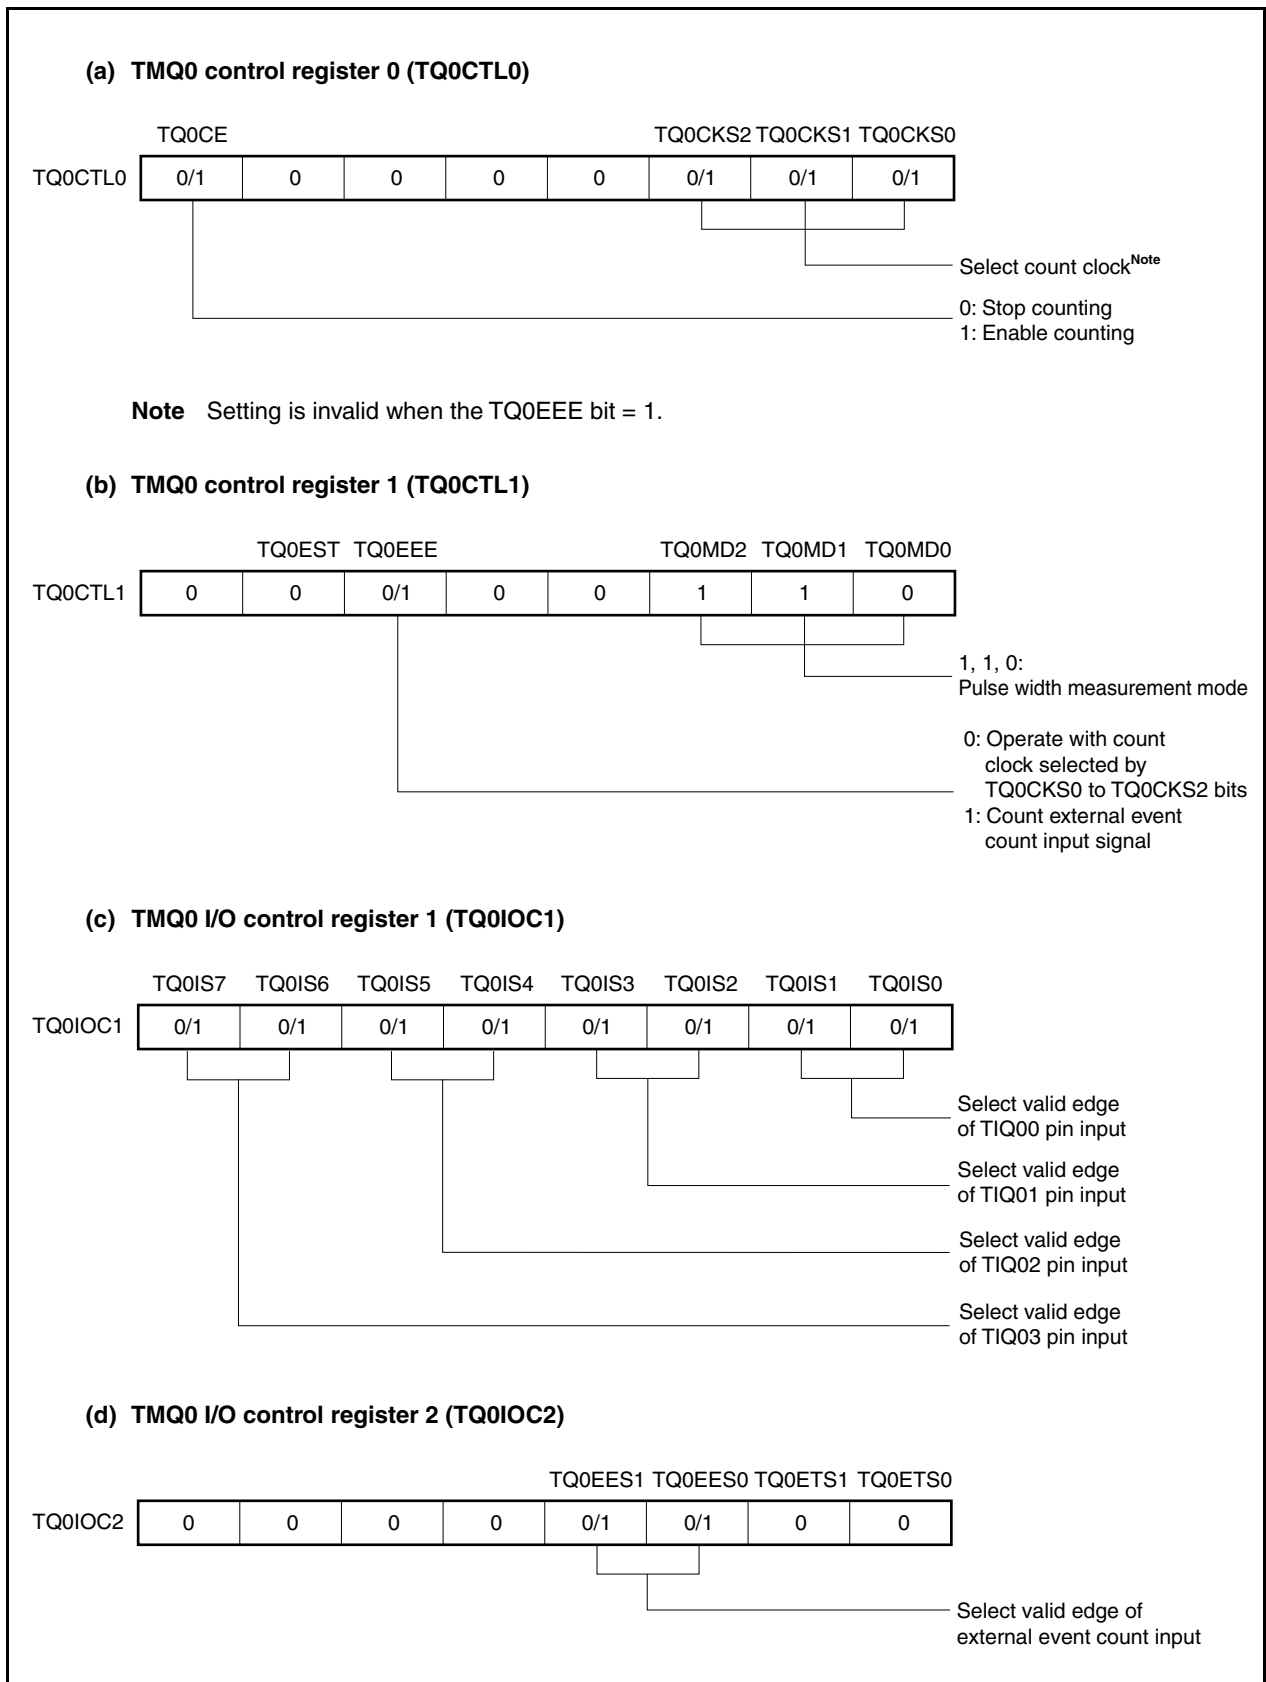 (a) TMQ0 control register 0 (TQ0CTL0)
TQ0CE TQ0CKS2 TQ0CKS1 TQ0CKS0
TQ0CTL0 0/1 0 0 0 0 0/1 0/1 0/1
Select count clockNote
0: Stop counting
1: Enable counting
Note Setting is invalid when the TQ0EEE bit = 1.
(b) TMQ0 control register 1 (TQ0CTL1)
TQ0EST TQ0EEE TQ0MD2 TQ0MD1 TQ0MD0
TQ0CTL1 0 0 0/1 0 0 1 1 0
1, 1, 0:
Pulse width measurement mode
0: Operate with count
clock selected by
TQ0CKS0 to TQ0CKS2 bits
1: Count external event
count input signal
(c) TMQ0 I/O control register 1 (TQ0IOC1)
TQ0IS7 TQ0IS6 TQ0IS5 TQ0IS4 TQ0IS3 TQ0IS2 TQ0IS1 TQ0IS0
TQ0IOC1 0/1 0/1 0/1 0/1 0/1 0/1 0/1 0/1
Select valid edge
of TIQ00 pin input
Select valid edge
of TIQ01 pin input
Select valid edge
of TIQ02 pin input
Select valid edge
of TIQ03 pin input
(d) TMQ0 I/O control register 2 (TQ0IOC2)
TQ0EES1 TQ0EES0 TQ0ETS1 TQ0ETS0
TQ0IOC2 0 0 0 0 0/1 0/1 0 0
Select valid edge of
external event count input